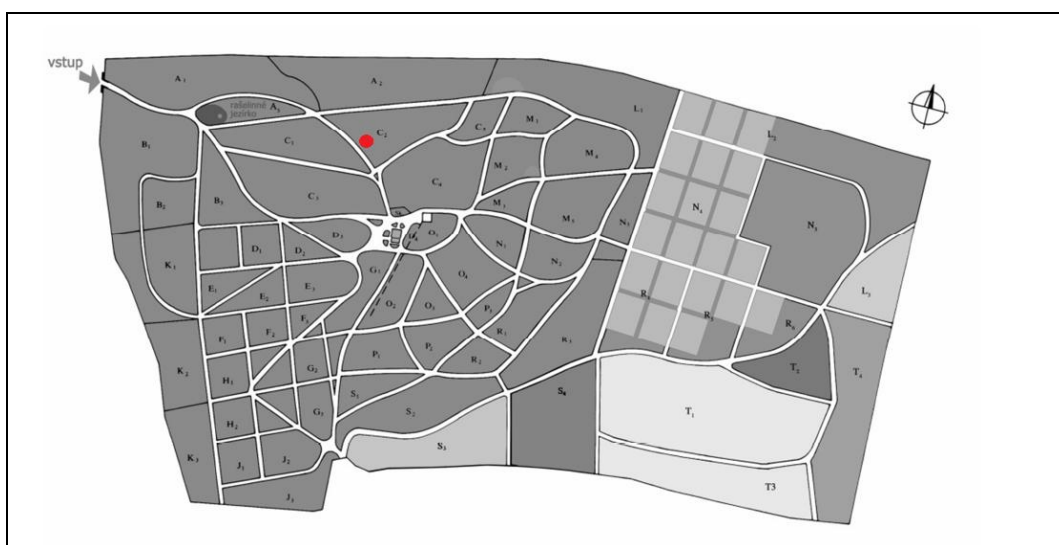 vstup
A1
A2
A3
rašelinné
jezírko
L1
L2
B1
C1
C2
C4
M3
M2
M4
C3
C4
B2
B3
M1
M5
N3
N4
N5
D1
D2
D3
O5
K1
G1
N1
N2
O4
E1
E2
E3
O2
O3
P3
L3
R4
R5
R6
F1
F2
F3
P1
P2
R1
R2
R3
T2
T4
K2
H1
G2
S1
S2
S4
T1
G3
H2
K3
J1
J2
S3
T3
J3